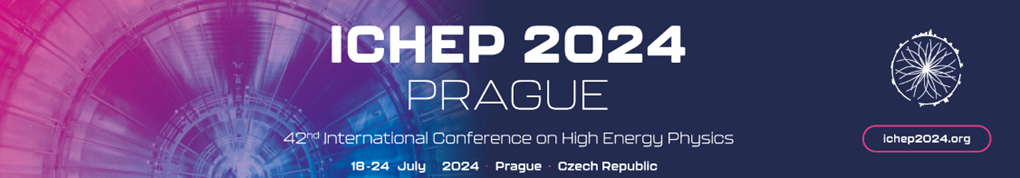 ICHEP 2024
PRAGUE
42nd International Conference on High Energy Physics
18-24 July 2024 · Prague · Czech Republic
ichep2024.org